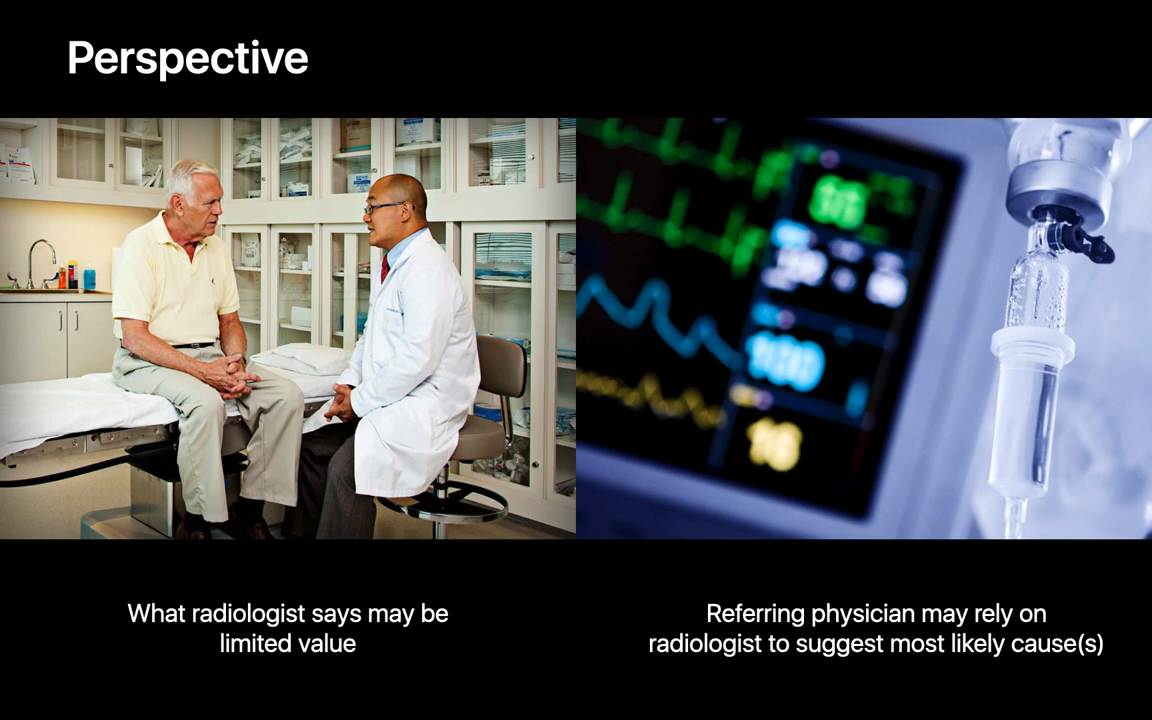 Perspective
What radiologist says may be
limited value
Referring physician may rely on
radiologist to suggest most likely cause(s)